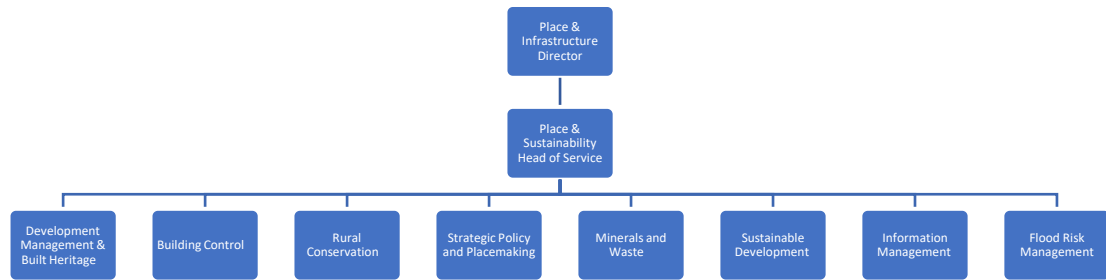 Place &
Infrastructure
Director
Place &
Sustainability
Head of Service
Development
Management &
Built Heritage
Building Control
Rural
Conservation
Strategic Policy
and Placemaking
Minerals and
Waste
Sustainable
Development
Information
Management
Flood Risk
Management